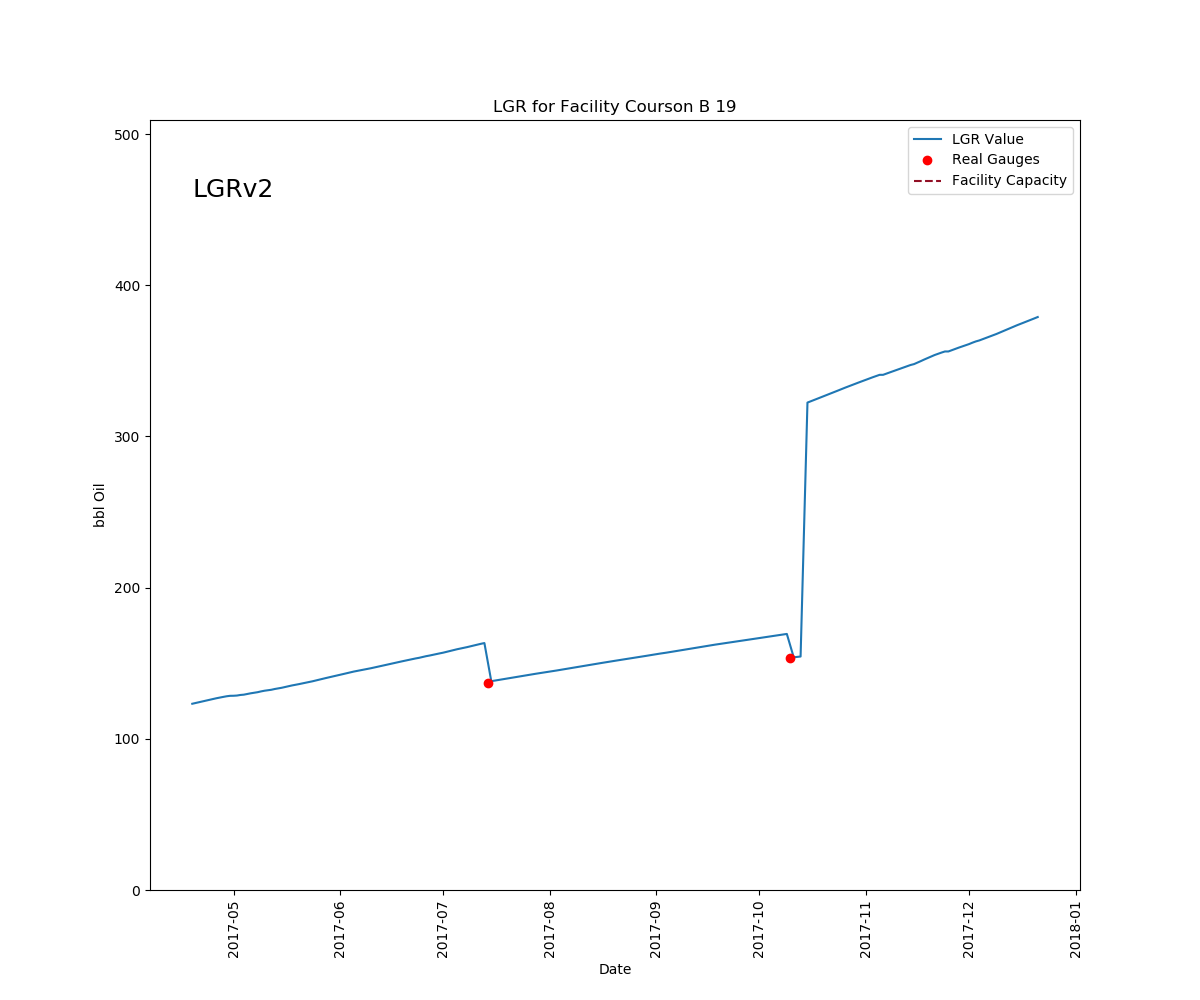 LGR for Facility Courson B 19
LGRv2
LGR Value
Real Gauges
Facility Capacity
500
400
300
200
100
0
bbl Oil
2017-05
2017-06
2017-07
2017-08
2017-09
2017-10
2017-11
2017-12
2018-01
Date